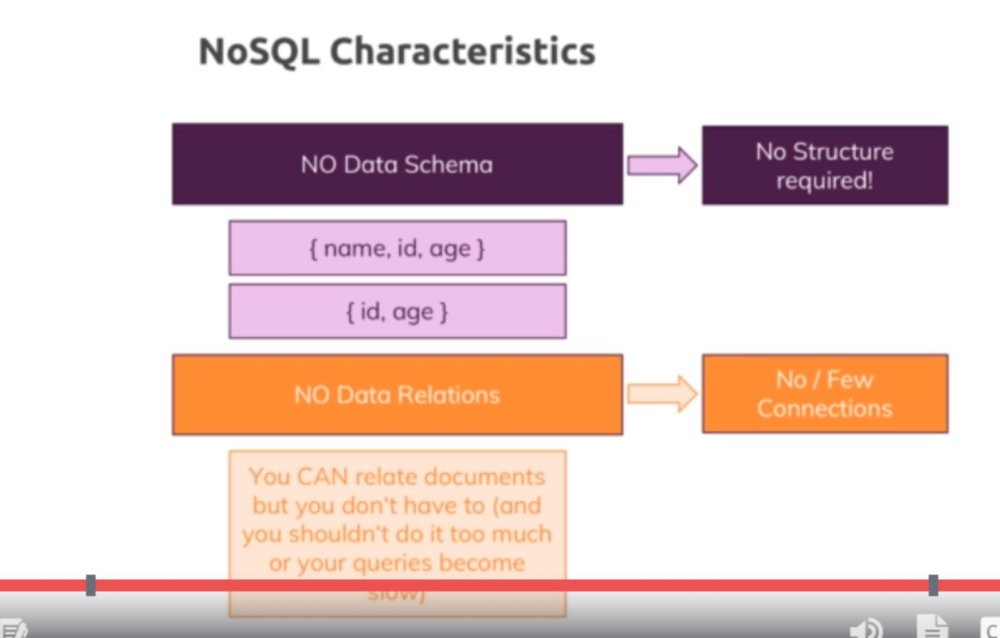 NoSQL Characteristics
NO Data Schema
No Structure
required!
{ name, id, age }
{ id, age }
NO Data Relations
No / Few
Connections
You CAN relate documents
but you don't have to (and
you shouldn't do it too much
or your queries become
slow)
C